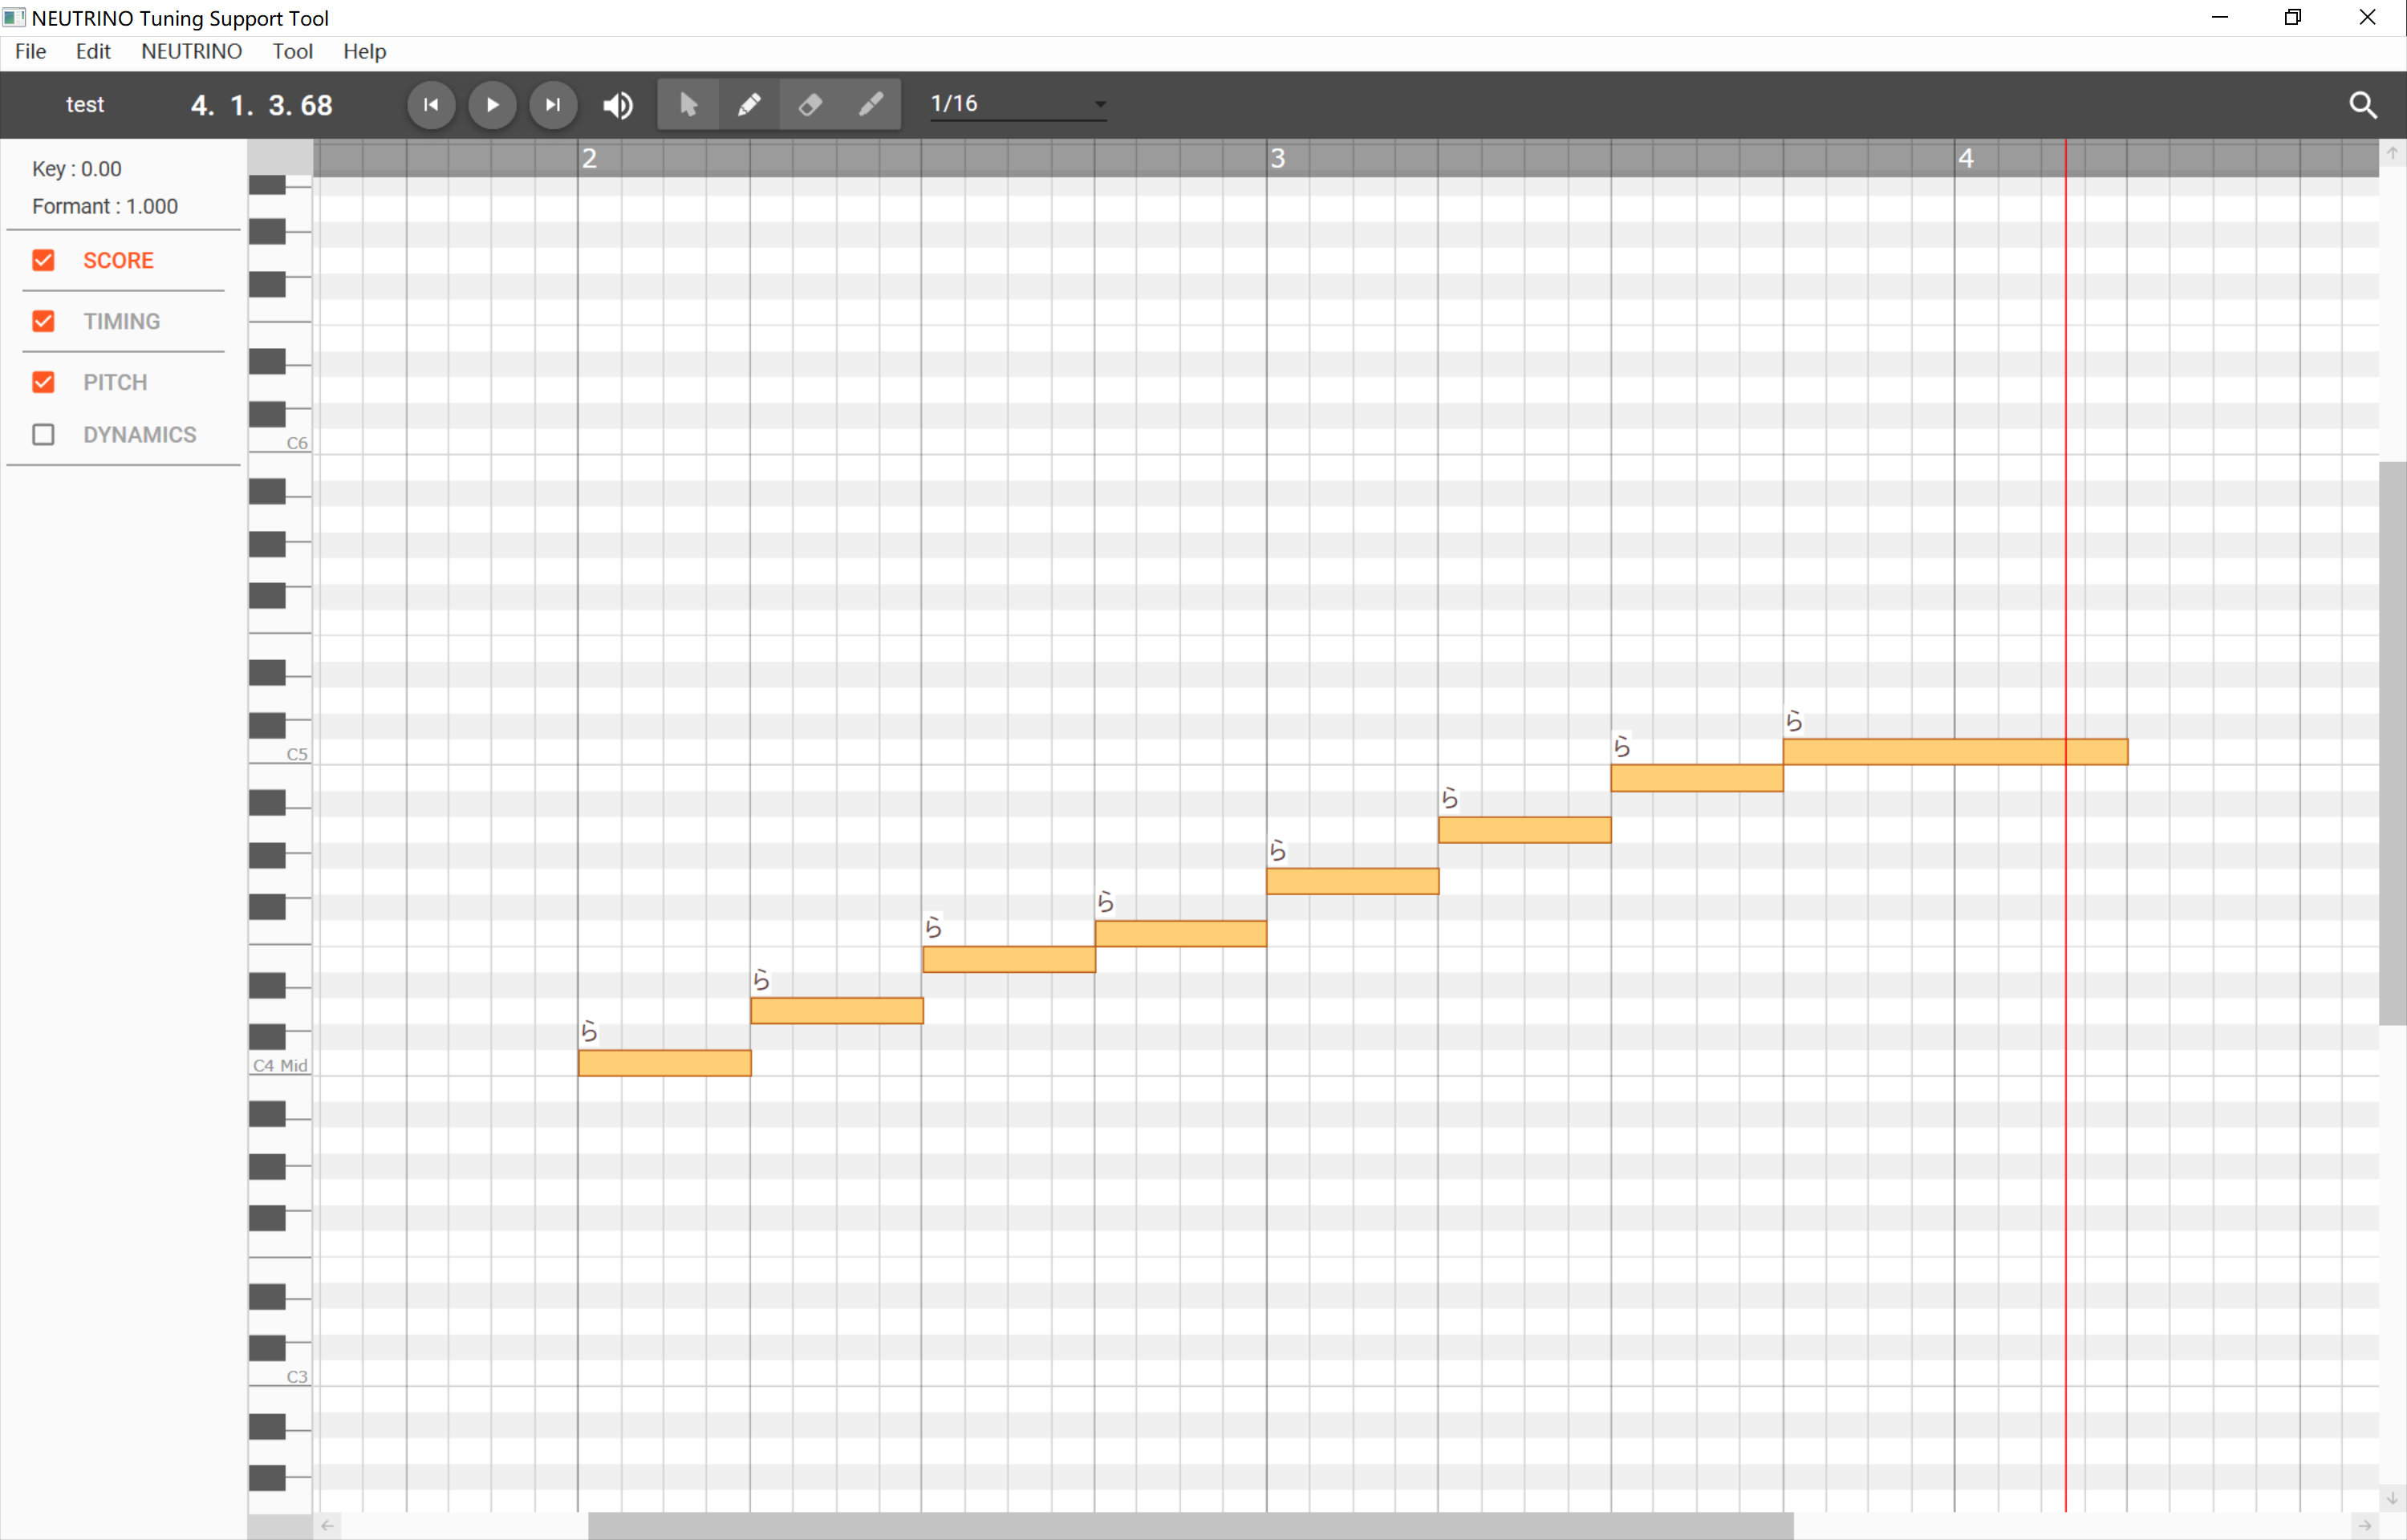 NEUTRINO Tuning Support Tool
File Edit NEUTRINO Tool Help
test 4. 1. 3. 68 1/16
Key : 0.00
Formant : 1.000
SCORE
TIMING
PITCH
DYNAMICS
2 3 4
C6
C5
C4 Mid
C3
ら
ら
ら
ら
ら
ら
ら
ら